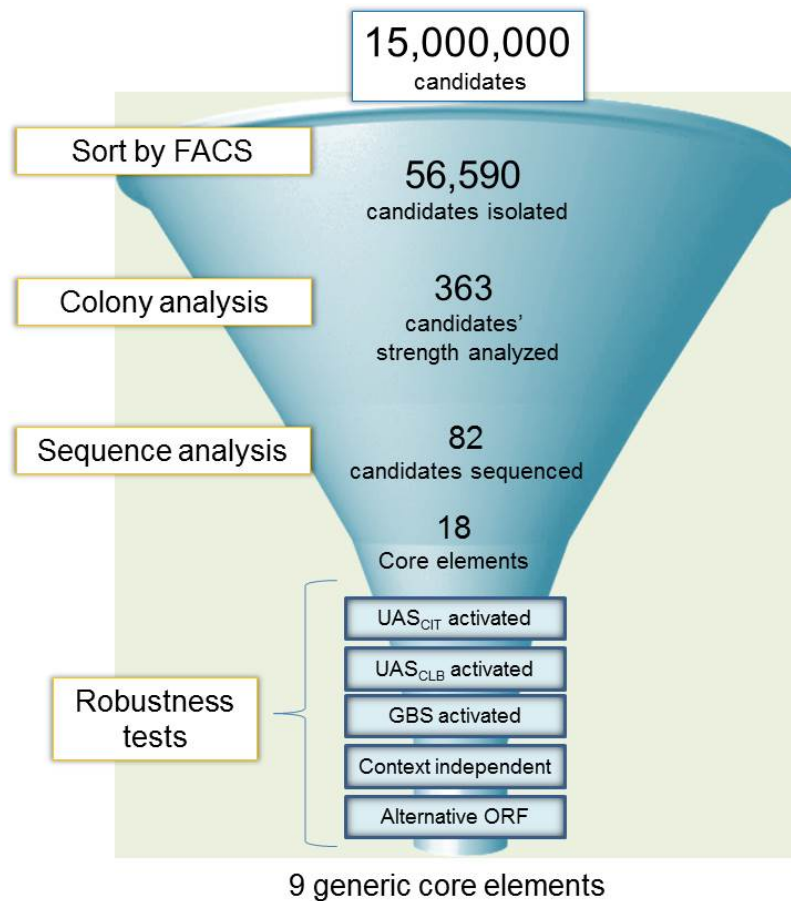 15,000,000
candidates
Sort by FACS
56,590
candidates isolated
Colony analysis
363
candidates’
strength analyzed
Sequence analysis
82
candidates sequenced
18
Core elements
Robustness
tests
UASCIT activated
UASCLB activated
GBS activated
Context independent
Alternative ORF
9 generic core elements